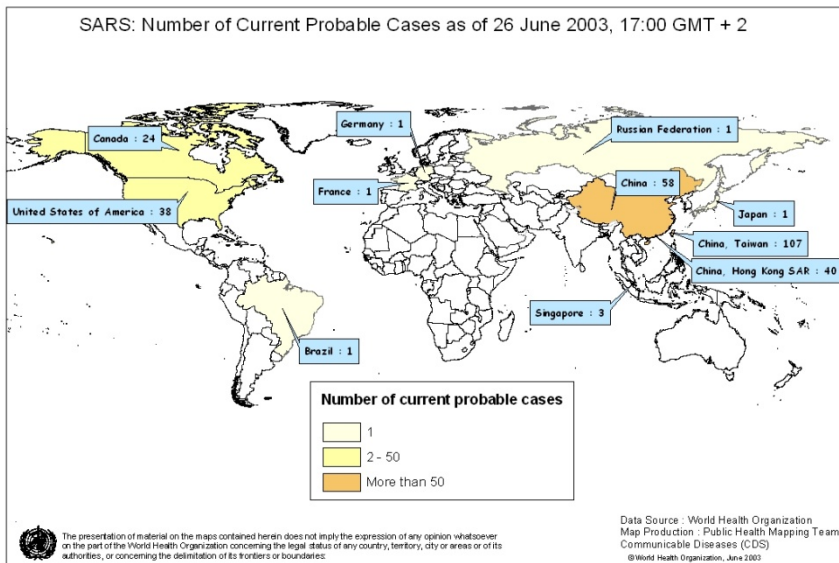 SARS: Number of Current Probable Cases as of 26 June 2003, 17:00 GMT + 2
Canada : 24
Germany : 1
Russian Federation : 1
France : 1
China : 58
United States of America : 38
Japan : 1
China, Taiwan : 107
China, Hong Kong SAR : 40
Singapore : 3
Brazil : 1
Number of current probable cases
1
2 - 50
More than 50
The presentation of material on the maps contained herein does not imply the expression of any opinion whatsoever
on the part of the World Health Organization concerning the legal status of any country, territory, city or areas or of its
authorities, or concerning the delimitation of its frontiers or boundaries.
Data Source : World Health Organization
Map Production : Public Health Mapping Team
Communicable Diseases (CDS)
©World Health Organization, June 2003